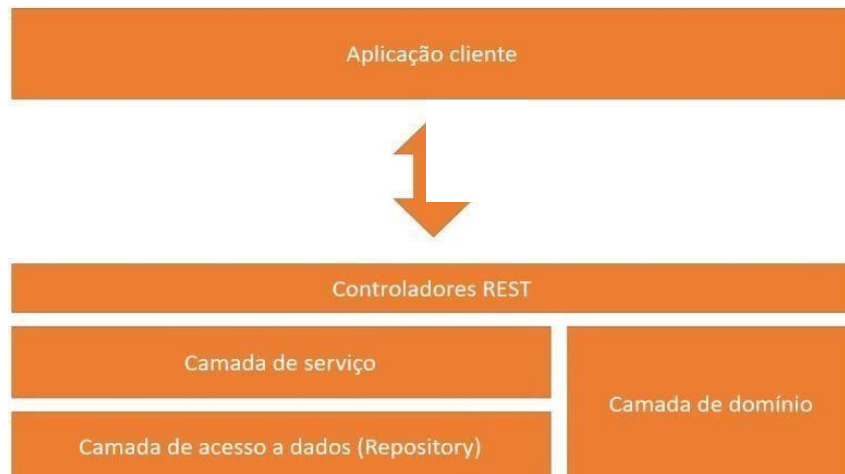 Aplicação cliente
Controladores REST
Camada de serviço
Camada de domínio
Camada de acesso a dados (Repository)